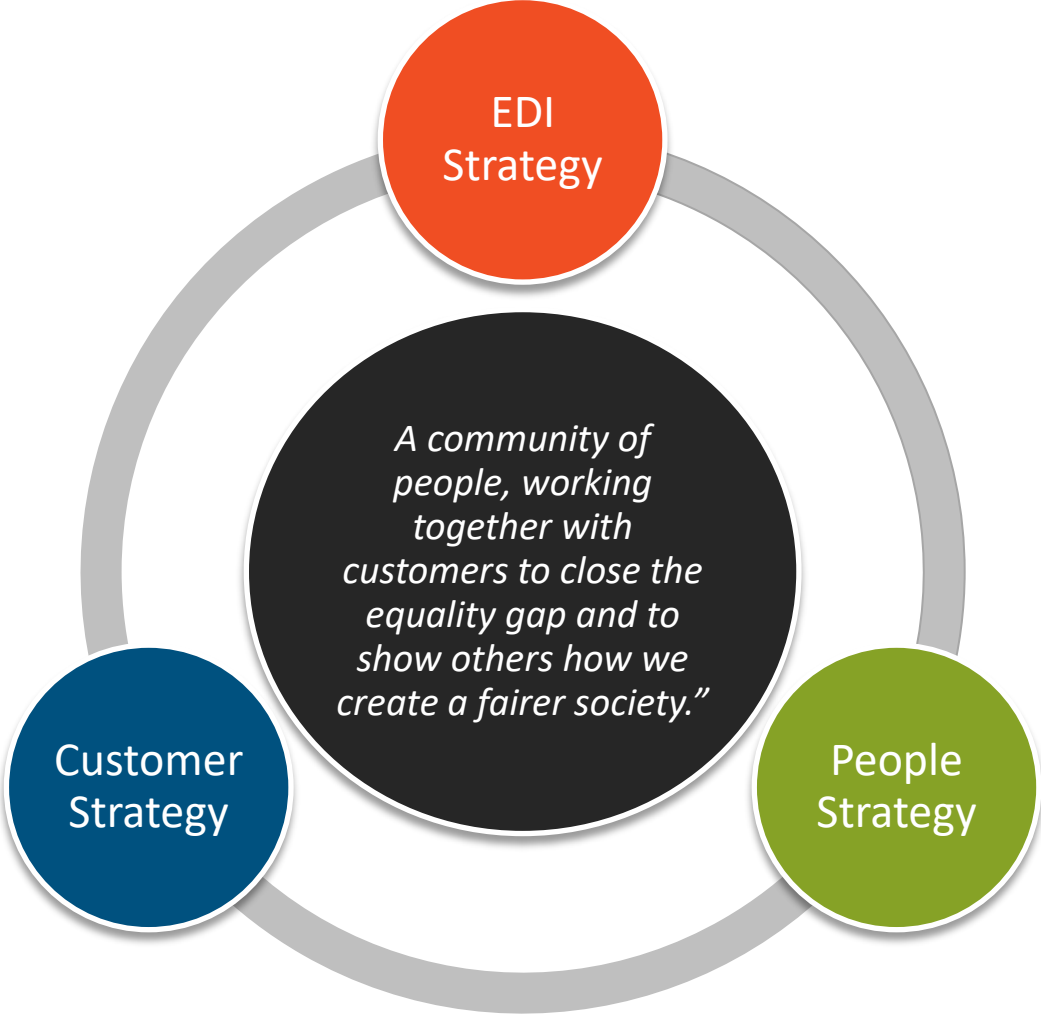 EDI
Strategy
A community of
people, working
together with
customers to close the
equality gap and to
show others how we
create a fairer society.”
Customer
Strategy
People
Strategy